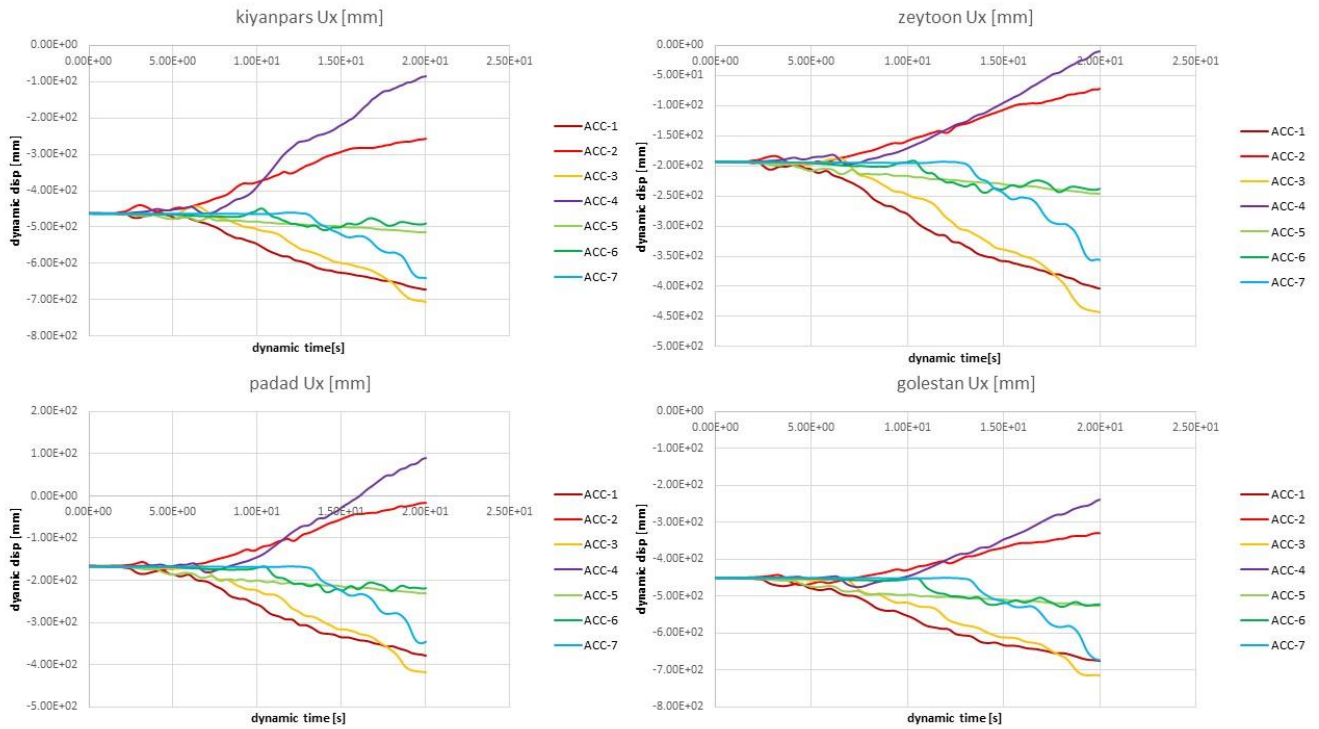 kiyanpars Ux [mm]
0.00E+00
0.00E+00 5.00E+00 1.00E+01 1.50E+01 2.00E+01 2.50E+01
-1.00E+02
-2.00E+02
-3.00E+02
-4.00E+02
-5.00E+02
-6.00E+02
-7.00E+02
-8.00E+02
dynamic disp [mm]
dynamic time[s]
ACC-1
ACC-2
ACC-3
ACC-4
ACC-5
ACC-6
ACC-7
zeytoon Ux [mm]
0.00E+00
0.00E+00 5.00E+00 1.00E+01 1.50E+01 2.00E+01 2.50E+01
-5.00E+01
-1.00E+02
-1.50E+02
-2.00E+02
-2.50E+02
-3.00E+02
-3.50E+02
-4.00E+02
-4.50E+02
-5.00E+02
dynamic disp [mm]
dynamic time[s]
ACC-1
ACC-2
ACC-3
ACC-4
ACC-5
ACC-6
ACC-7
padad Ux [mm]
2.00E+02
1.00E+02
0.00E+00
0.00E+00 5.00E+00 1.00E+01 1.50E+01 2.00E+01 2.50E+01
-1.00E+02
-2.00E+02
-3.00E+02
-4.00E+02
-5.00E+02
dyamic disp [mm]
dynamic time[s]
ACC-1
ACC-2
ACC-3
ACC-4
ACC-5
ACC-6
ACC-7
golestan Ux [mm]
0.00E+00
0.00E+00 5.00E+00 1.00E+01 1.50E+01 2.00E+01 2.50E+01
-1.00E+02
-2.00E+02
-3.00E+02
-4.00E+02
-5.00E+02
-6.00E+02
-7.00E+02
-8.00E+02
dynamic disp [mm]
dynamic time [s]
ACC-1
ACC-2
ACC-3
ACC-4
ACC-5
ACC-6
ACC-7